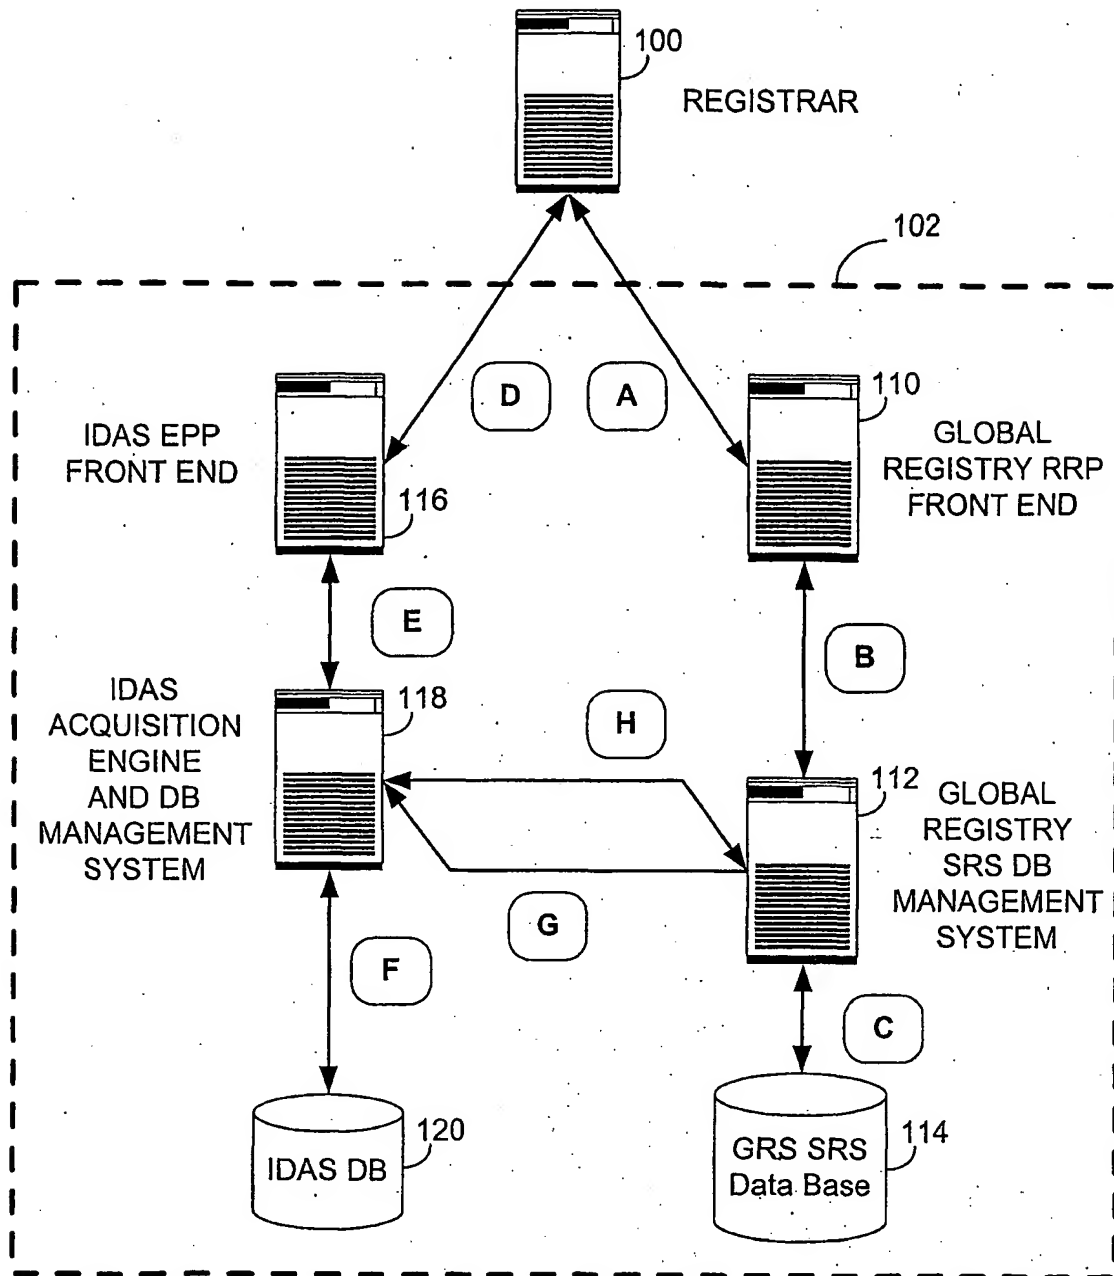 100
REGISTRAR
102
D
A
110
IDAS EPP
FRONT END
116
GLOBAL
REGISTRY RRP
FRONT END
E
B
IDAS
ACQUISITION
ENGINE
AND DB
MANAGEMENT
SYSTEM
118
H
112
GLOBAL
REGISTRY
SRS DB
MANAGEMENT
SYSTEM
G
F
C
120
IDAS DB
114
GRS SRS
Data Base